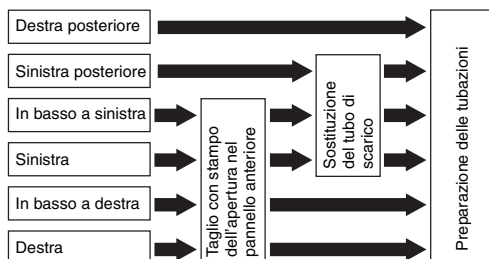 Destra posteriore
Sinistra posteriore
In basso a sinistra
Sinistra
In basso a destra
Destra
Taglio con stampo
dell'apertura nel
pannello anteriore
Sostituzione
del tubo di
scarico
Preparazione delle tubazioni